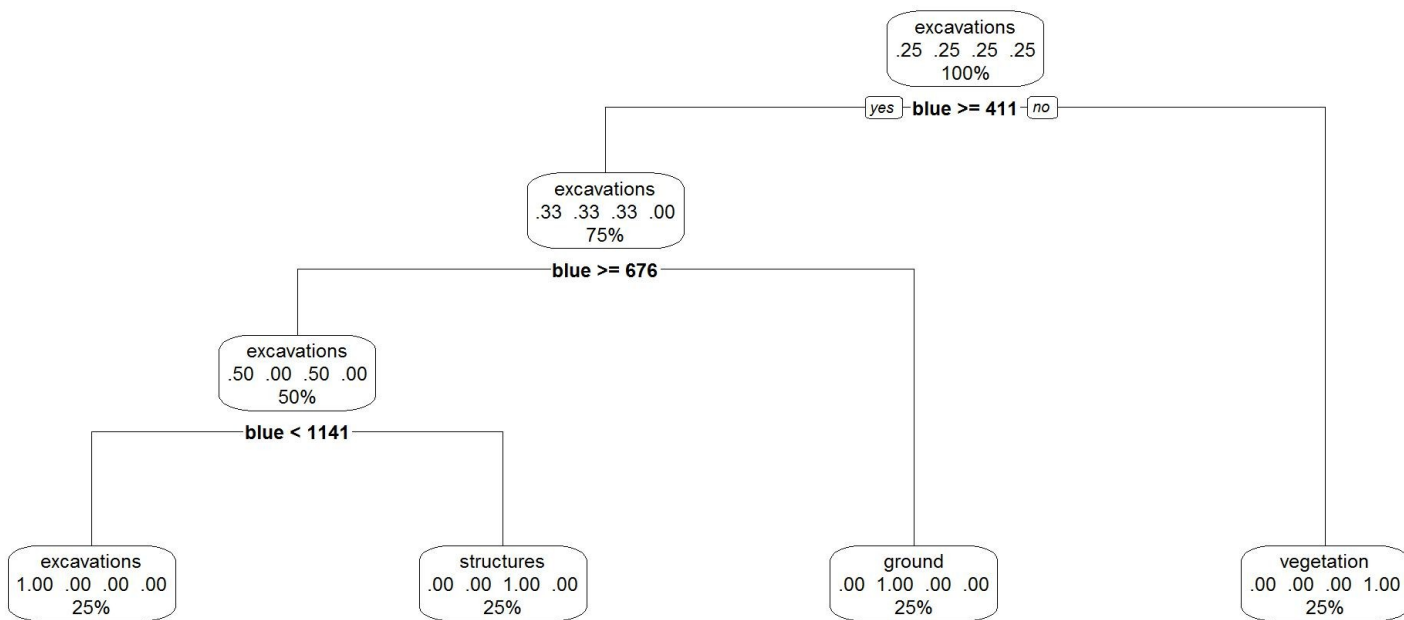 excavations
.25 .25 .25 .25
100%
yes blue >= 411 no
excavations
.33 .33 .33 .00
75%
blue >= 676
excavations
.50 .00 .50 .00
50%
blue < 1141
excavations
1.00 .00 .00 .00
25%
structures
.00 .00 1.00 .00
25%
ground
.00 1.00 .00 .00
25%
vegetation
.00 .00 .00 1.00
25%